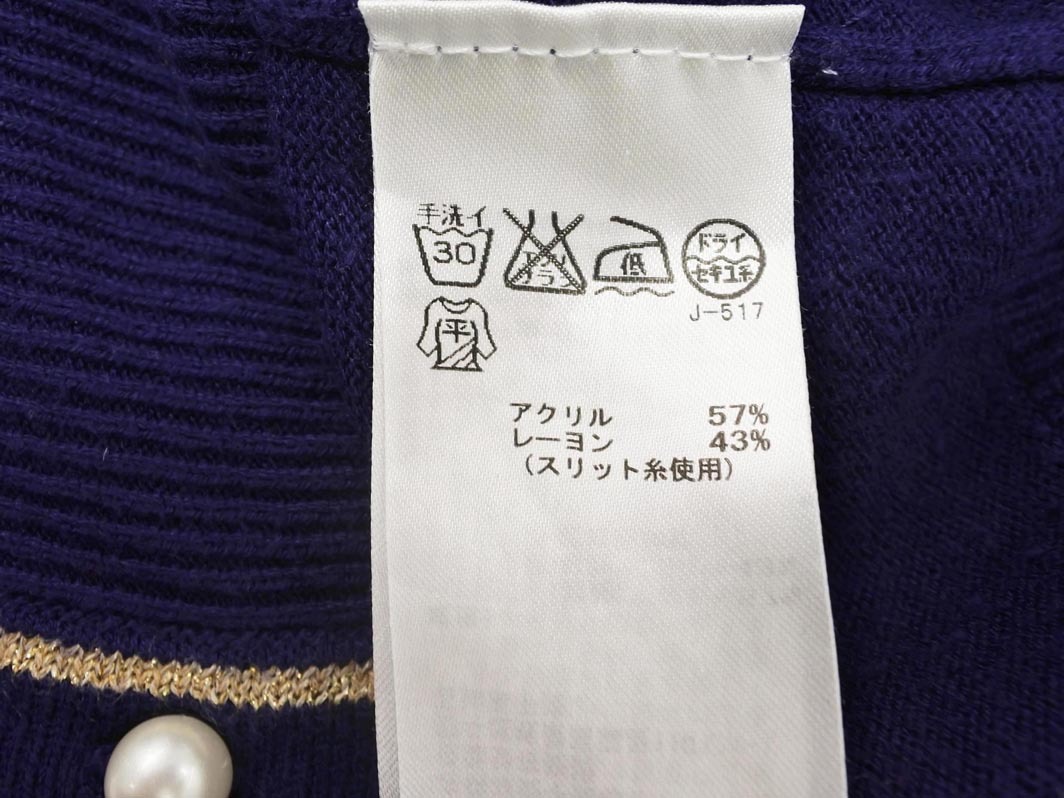 手洗イ
30
エンソ
サラシ
低
ドライ
セキユ系
J-517
平
アクリル 57%
レーヨン 43%
(スリット糸使用)